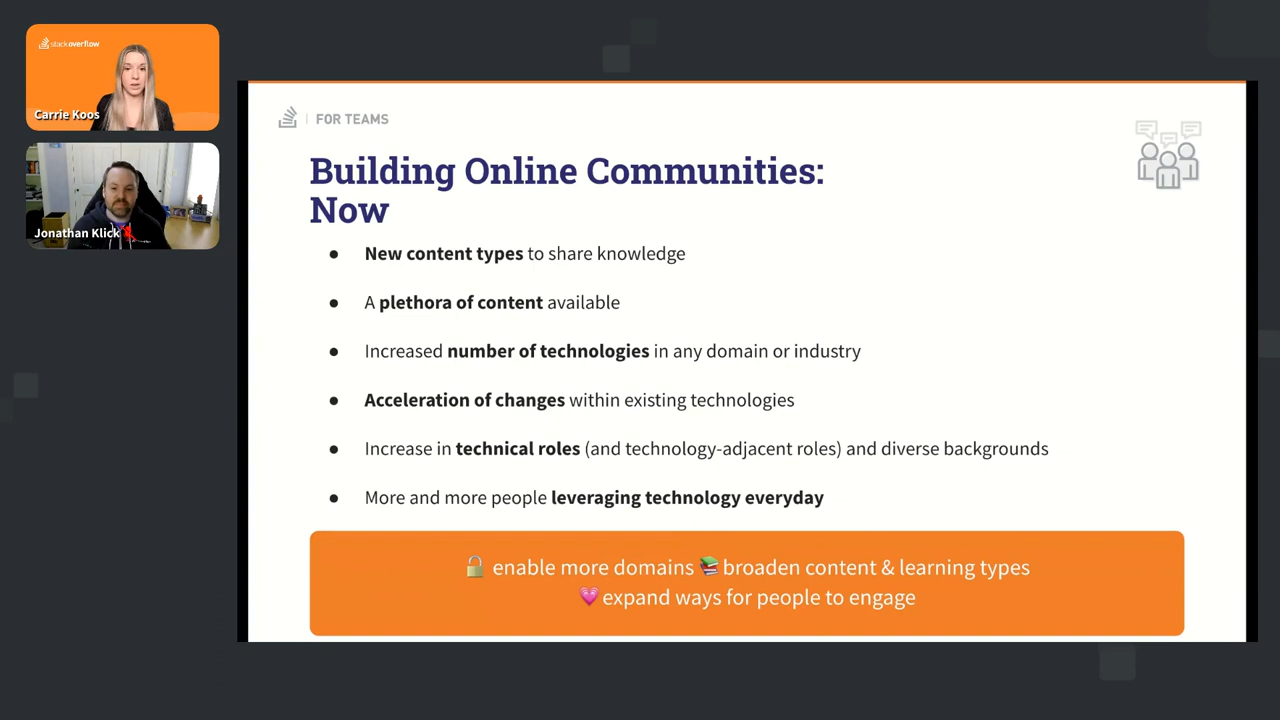 stackoverflow
Carrie Koos
Jonathan Klick
FOR TEAMS
Building Online Communities:
Now
● New content types to share knowledge
● A plethora of content available
● Increased number of technologies in any domain or industry
● Acceleration of changes within existing technologies
● Increase in technical roles (and technology-adjacent roles) and diverse backgrounds
● More and more people leveraging technology everyday
🔓 enable more domains 📚 broaden content & learning types
💗 expand ways for people to engage